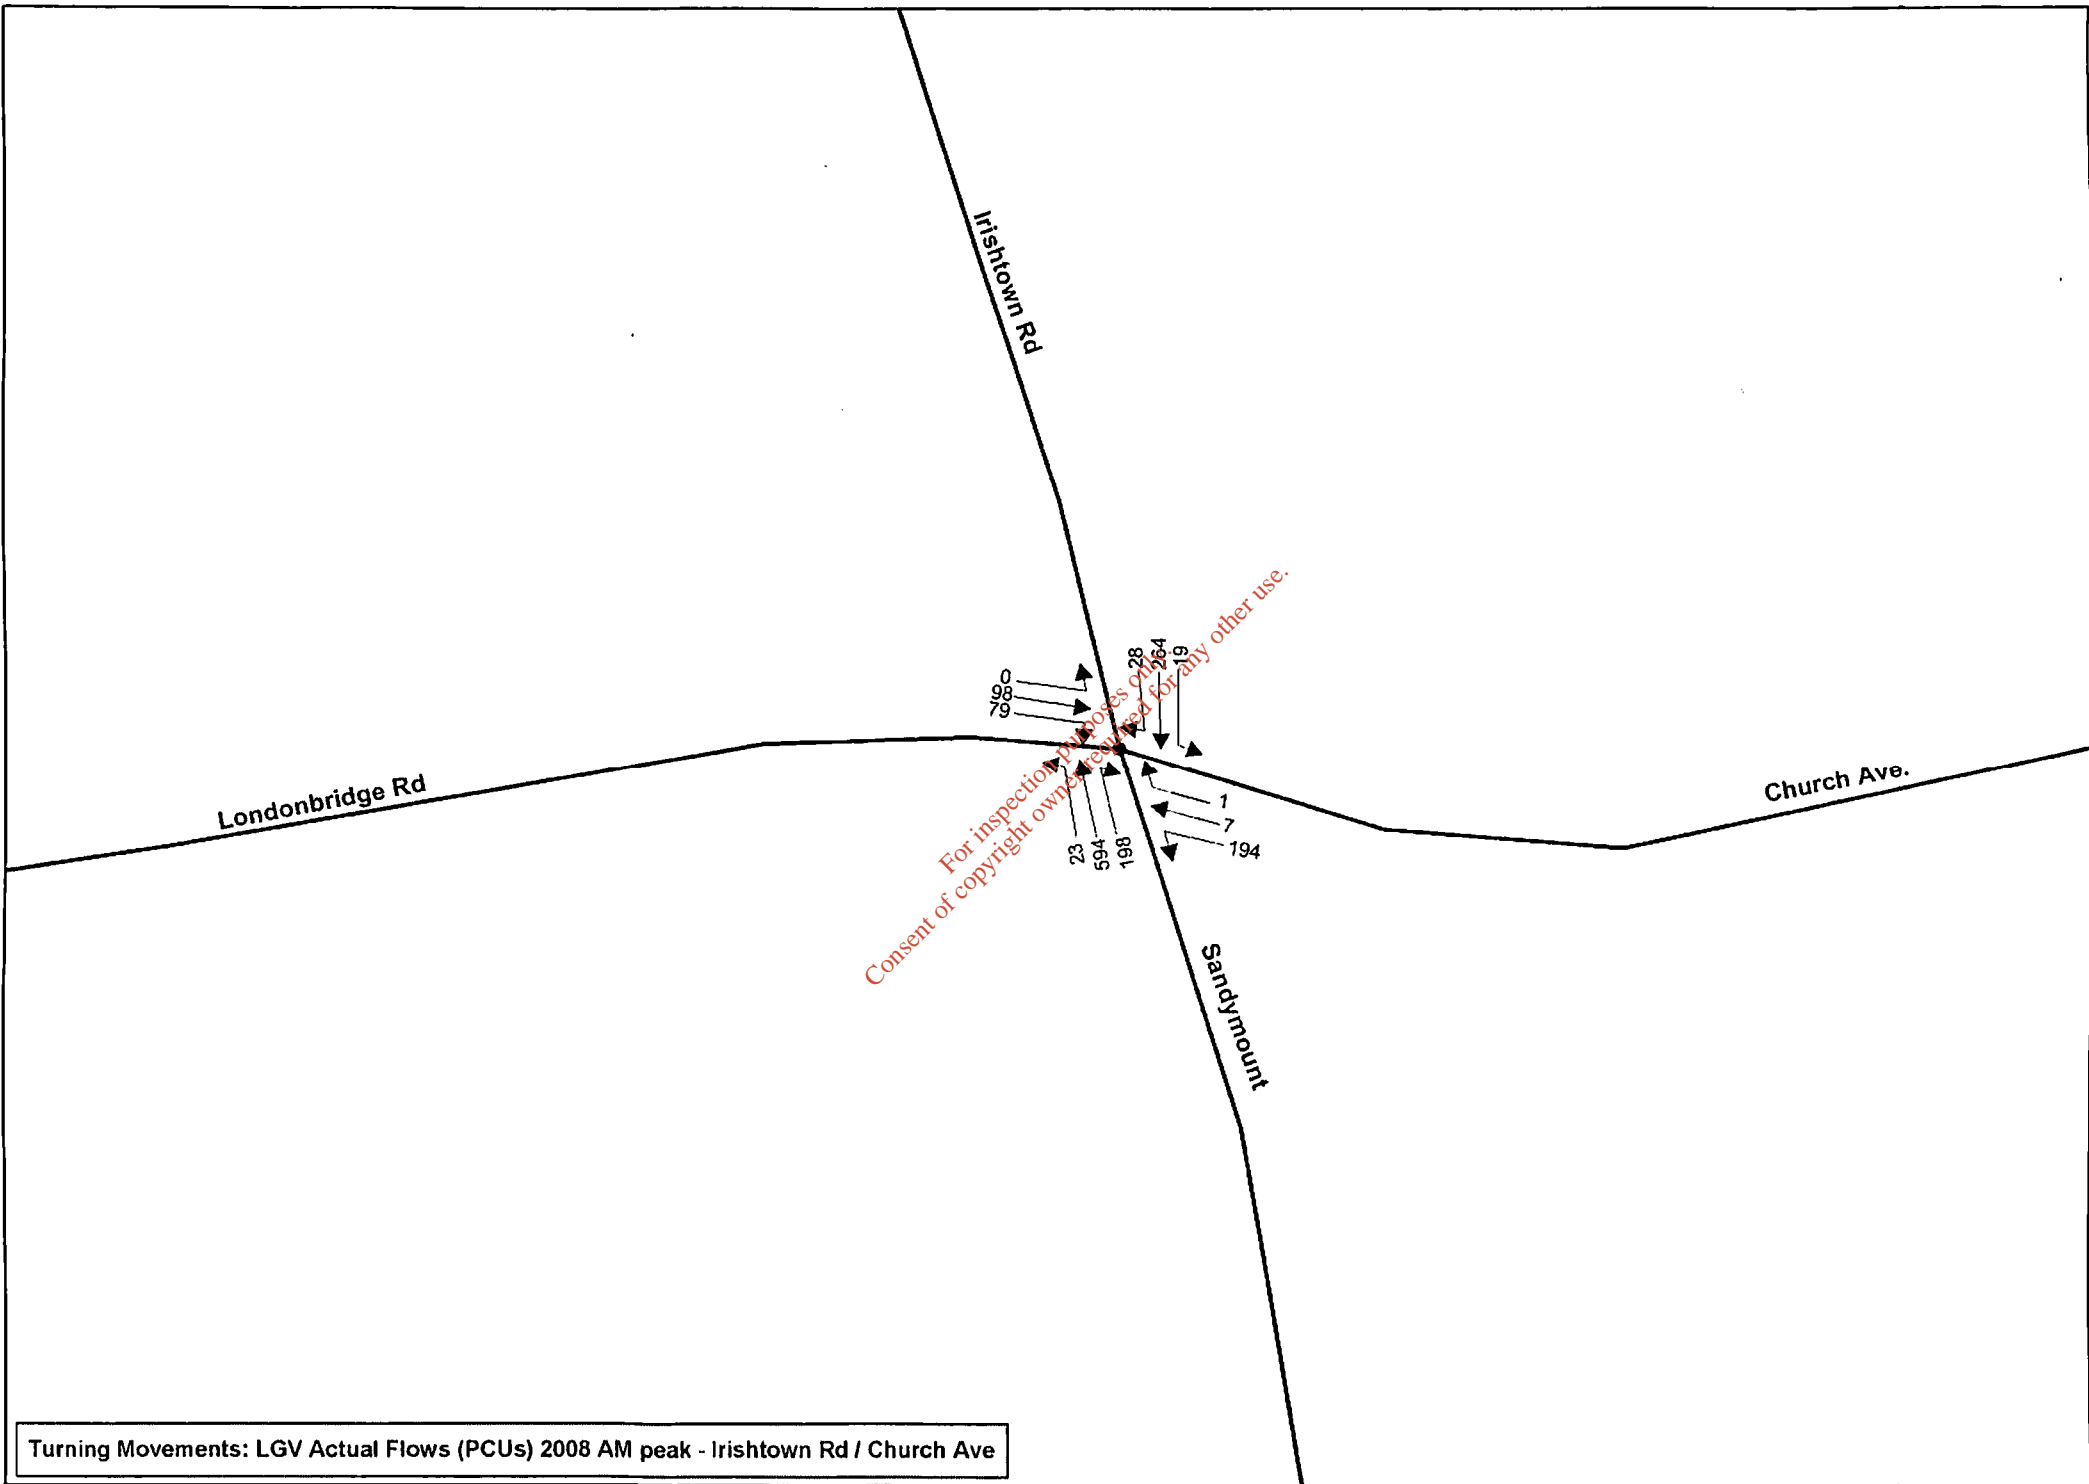 Irishtown Rd
28
264
19
0
98
79
Londonbridge Rd
Church Ave.
1
7
194
23
594
198
Sandymount
For inspection purposes only.
Consent of copyright owner required for any other use.
Turning Movements: LGV Actual Flows (PCUs) 2008 AM peak - Irishtown Rd / Church Ave